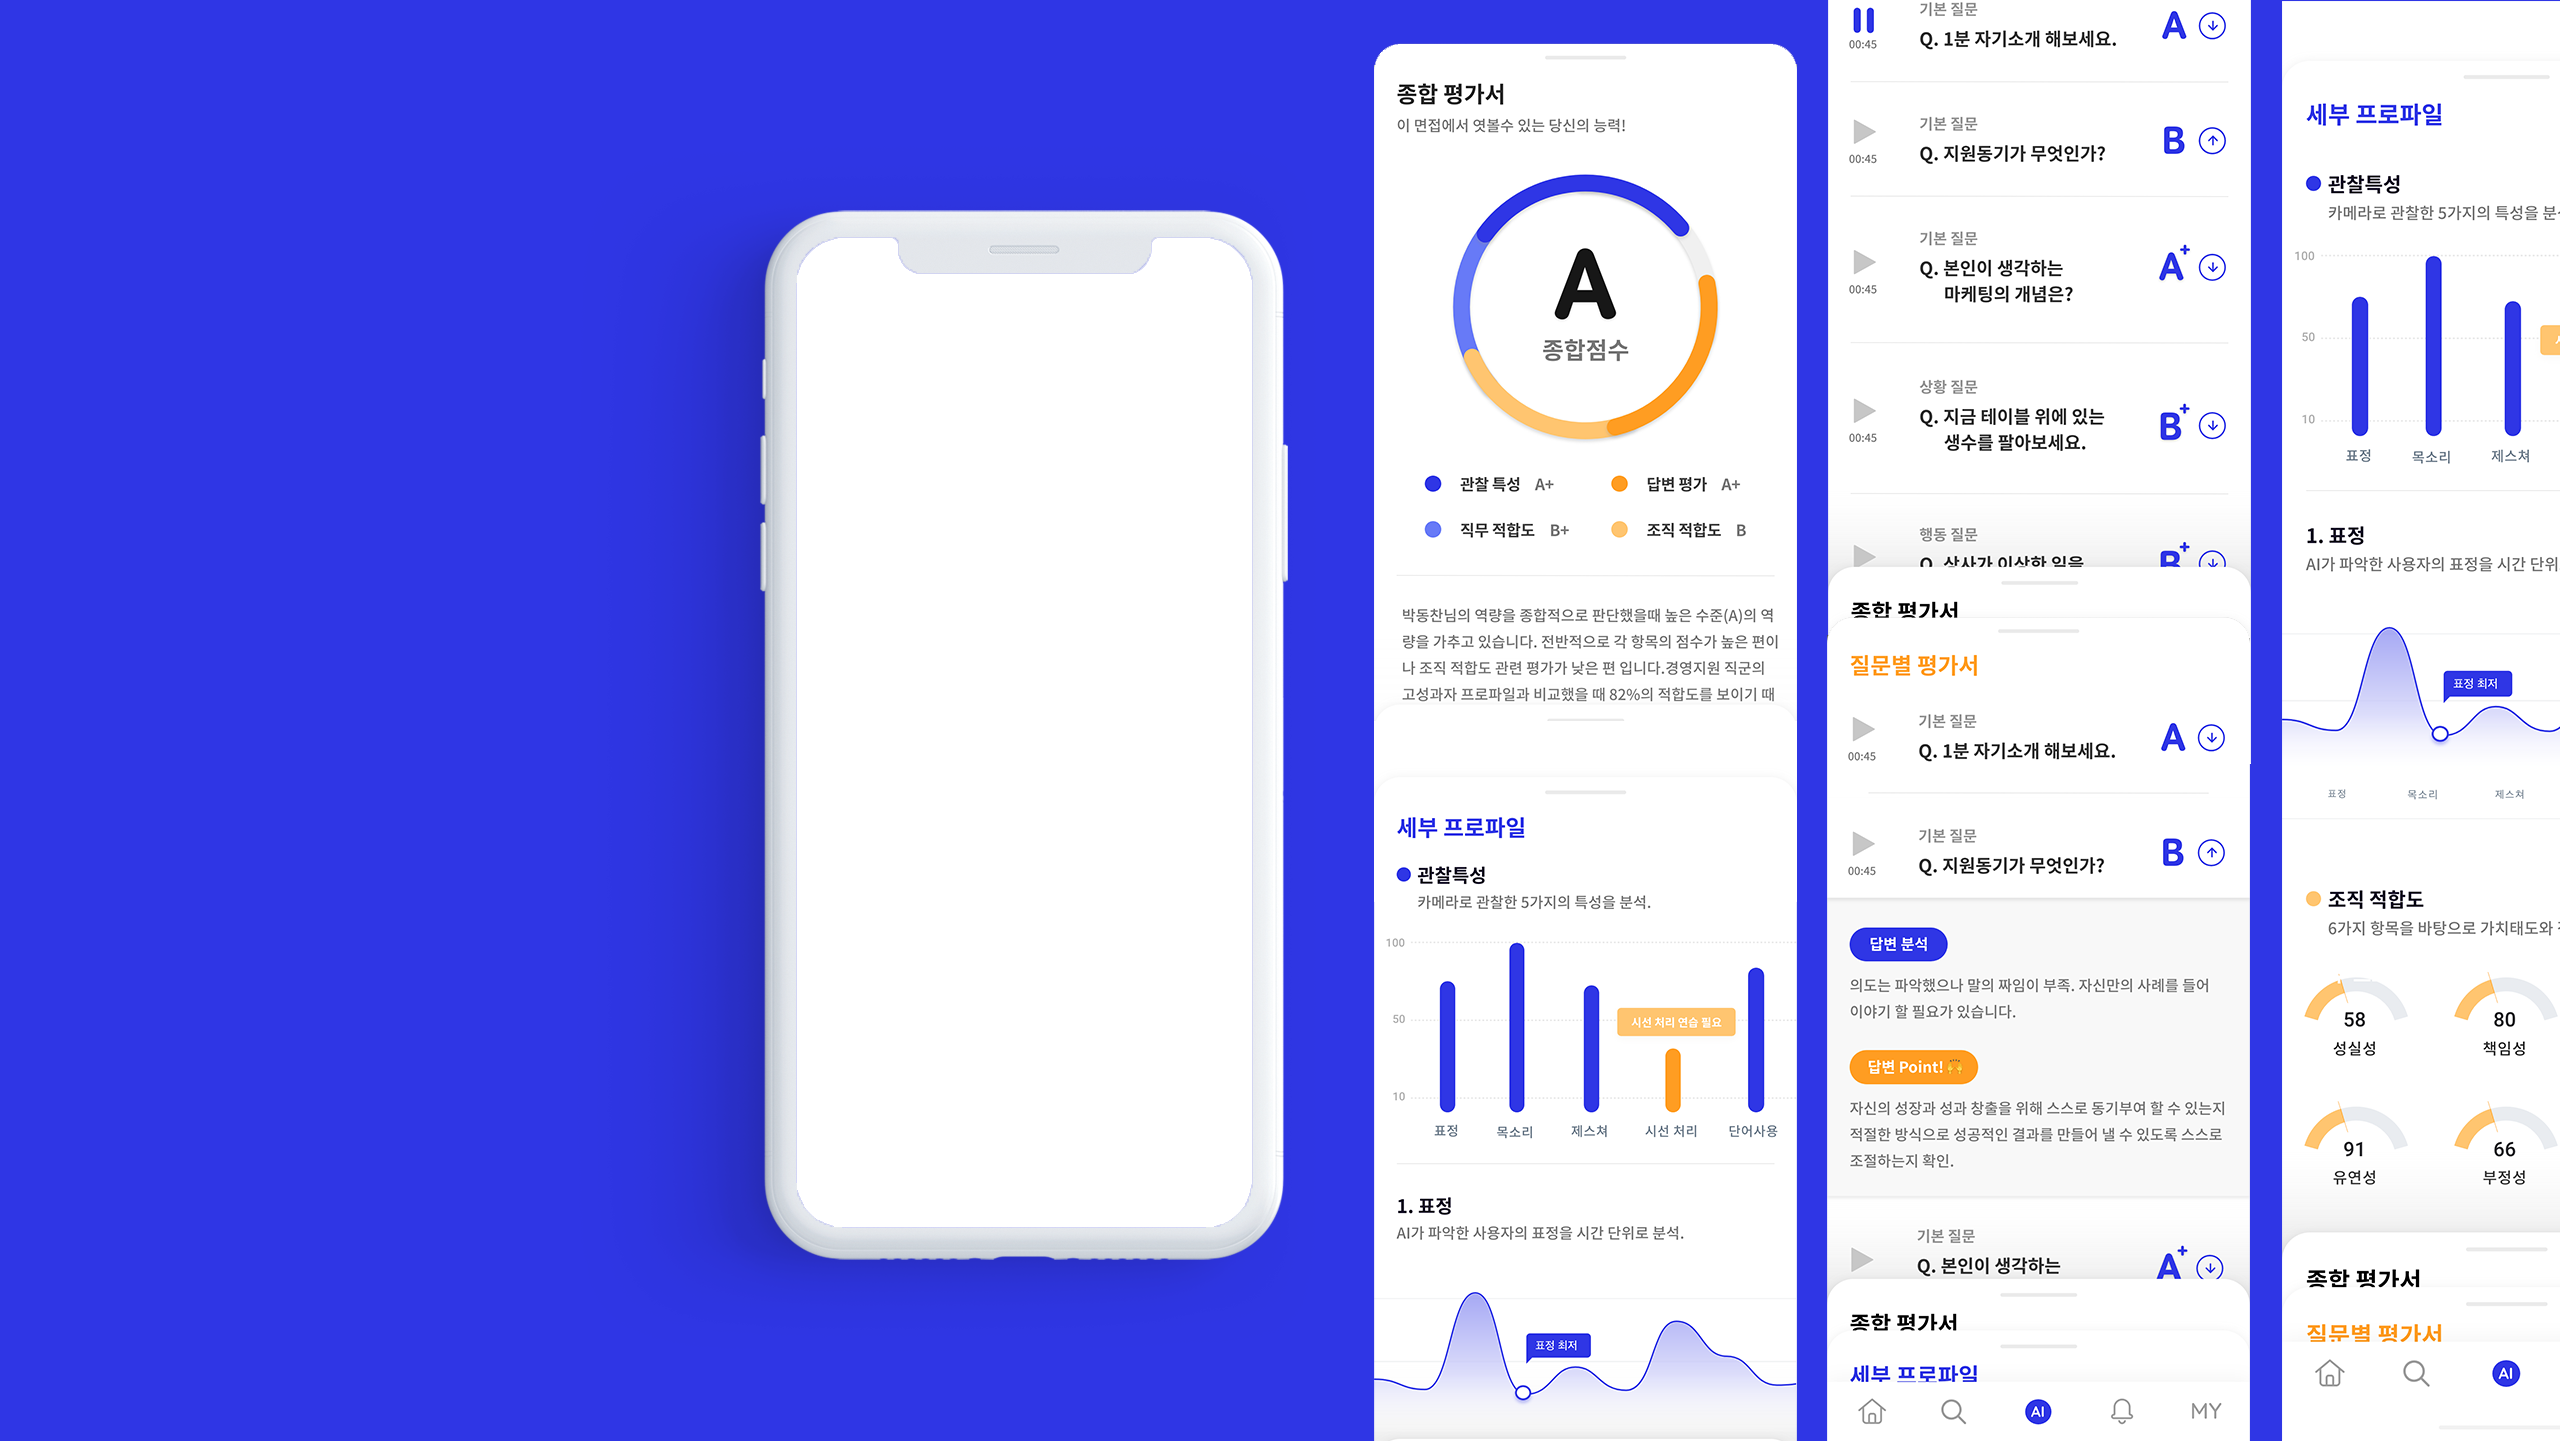 종합 평가서
이 면접에서 엿볼수 있는 당신의 능력!
A
종합점수
관찰 특성 A+
답변 평가 A+
직무 적합도 B+
조직 적합도 B
박동찬님의 역량을 종합적으로 판단했을때 높은 수준(A)의 역
량을 가추고 있습니다. 전반적으로 각 항목의 점수가 높은 편이
나 조직 적합도 관련 평가가 낮은 편 입니다.경영지원 직군의
고성과자 프로파일과 비교했을 때 82%의 적합도를 보이기 때
세부 프로파일
관찰특성
카메라로 관찰한 5가지의 특성을 분석.
100
50
10
시선 처리 연습 필요
표정 목소리 제스쳐 시선 처리 단어사용
1. 표정
AI가 파악한 사용자의 표정을 시간 단위로 분석.
표정 최저
기본 질문
00:45
Q. 1분 자기소개 해보세요.
A
기본 질문
00:45
Q. 지원동기가 무엇인가?
B
기본 질문
00:45
Q. 본인이 생각하는
마케팅의 개념은?
A+
상황 질문
00:45
Q. 지금 테이블 위에 있는
생수를 팔아보세요.
B+
행동 질문
Q. 상사가 이상한 일을
B+
종합 평가서
질문별 평가서
기본 질문
00:45
Q. 1분 자기소개 해보세요.
A
기본 질문
00:45
Q. 지원동기가 무엇인가?
B
답변 분석
의도는 파악했으나 말의 짜임이 부족. 자신만의 사례를 들어
이야기 할 필요가 있습니다.
답변 Point!
자신의 성장과 성과 창출을 위해 스스로 동기부여 할 수 있는지
적절한 방식으로 성공적인 결과를 만들어 낼 수 있도록 스스로
조절하는지 확인.
기본 질문
Q. 본인이 생각하는
A+
종합 평가서
세부 프로파일
AI
MY
세부 프로파일
관찰특성
카메라로 관찰한 5가지의 특성을
100
50
10
표정 목소리 제스쳐
1. 표정
AI가 파악한 사용자의 표정을 시간 단위
표정 최저
표정 목소리 제스쳐
조직 적합도
6가지 항목을 바탕으로 가치태도와
58
성실성
80
책임성
91
유연성
66
부정성
종합 평가서
질문별 평가서
AI